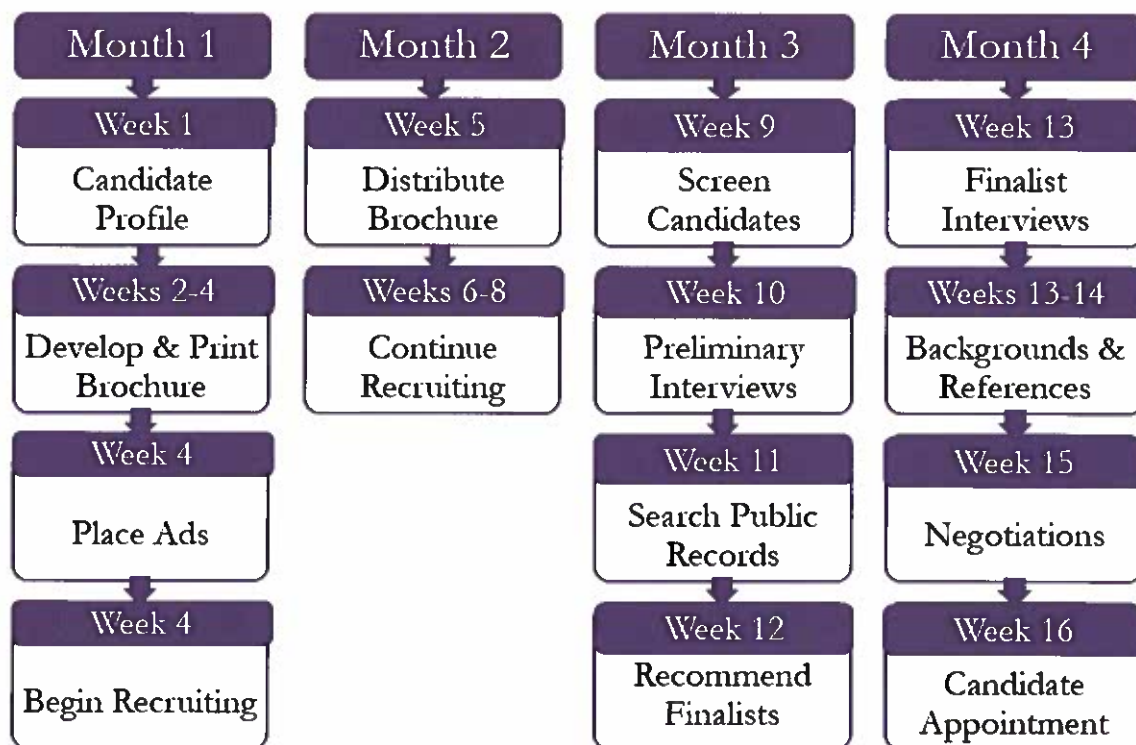 Month 1
Week 1
Candidate
Profile
Weeks 2-4
Develop & Print
Brochure
Week 4
Place Ads
Week 4
Begin Recruiting
Month 2
Week 5
Distribute
Brochure
Weeks 6-8
Continue
Recruiting
Month 3
Week 9
Screen
Candidates
Week 10
Preliminary
Interviews
Week 11
Search Public
Records
Week 12
Recommend
Finalists
Month 4
Week 13
Finalist
Interviews
Weeks 13-14
Backgrounds &
References
Week 15
Negotiations
Week 16
Candidate
Appointment